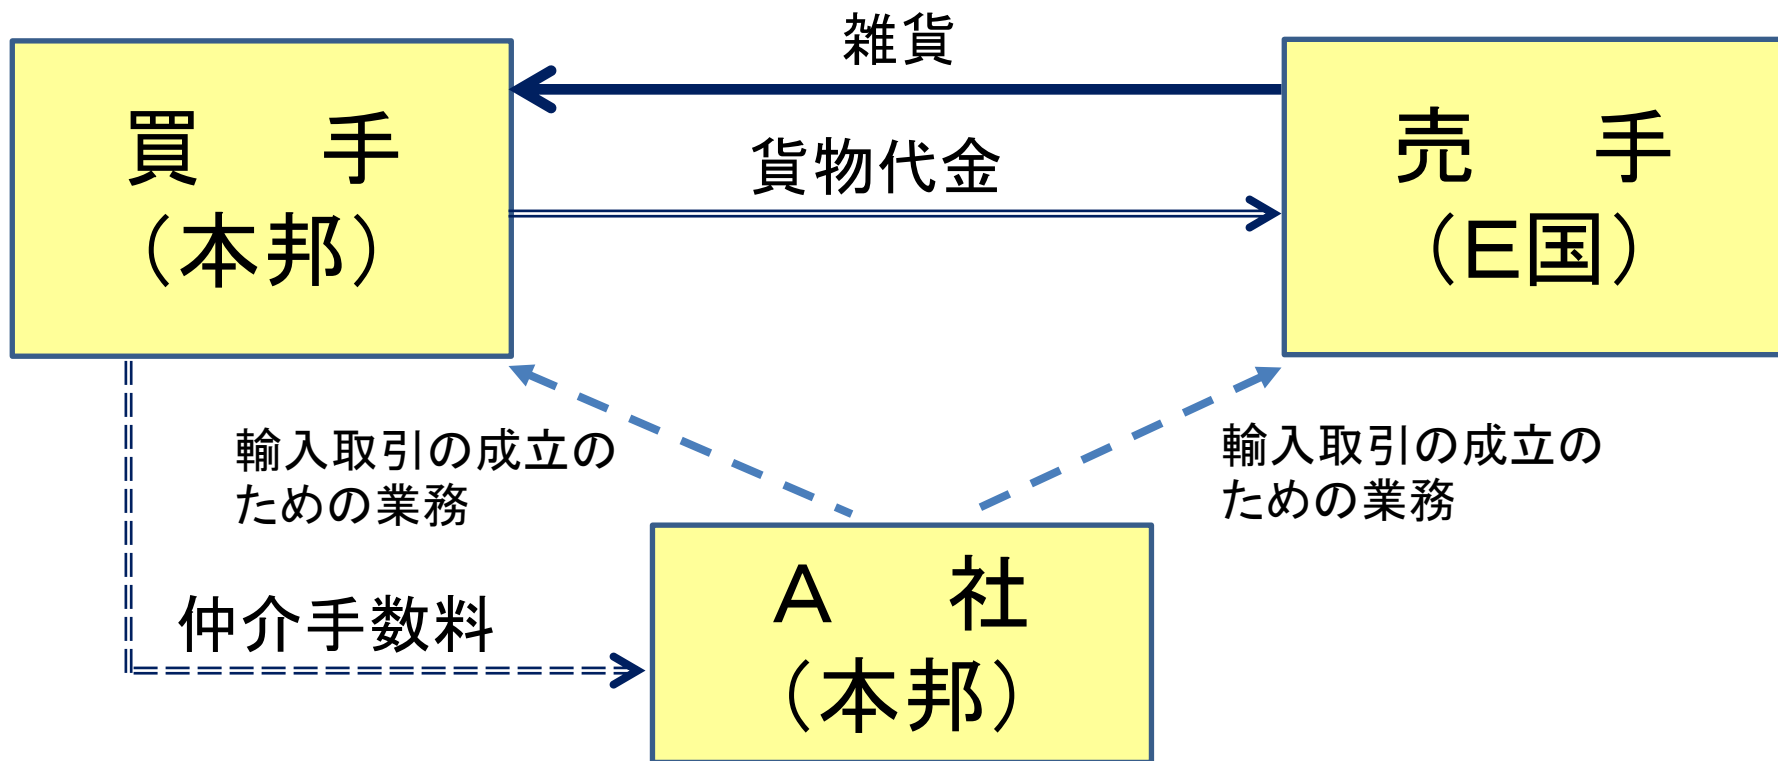 雑貨
買　手
（本邦）
貨物代金
売　手
（Ｅ国）
輸入取引の成立の
ための業務
輸入取引の成立の
ための業務
仲介手数料
Ａ　社
（本邦）